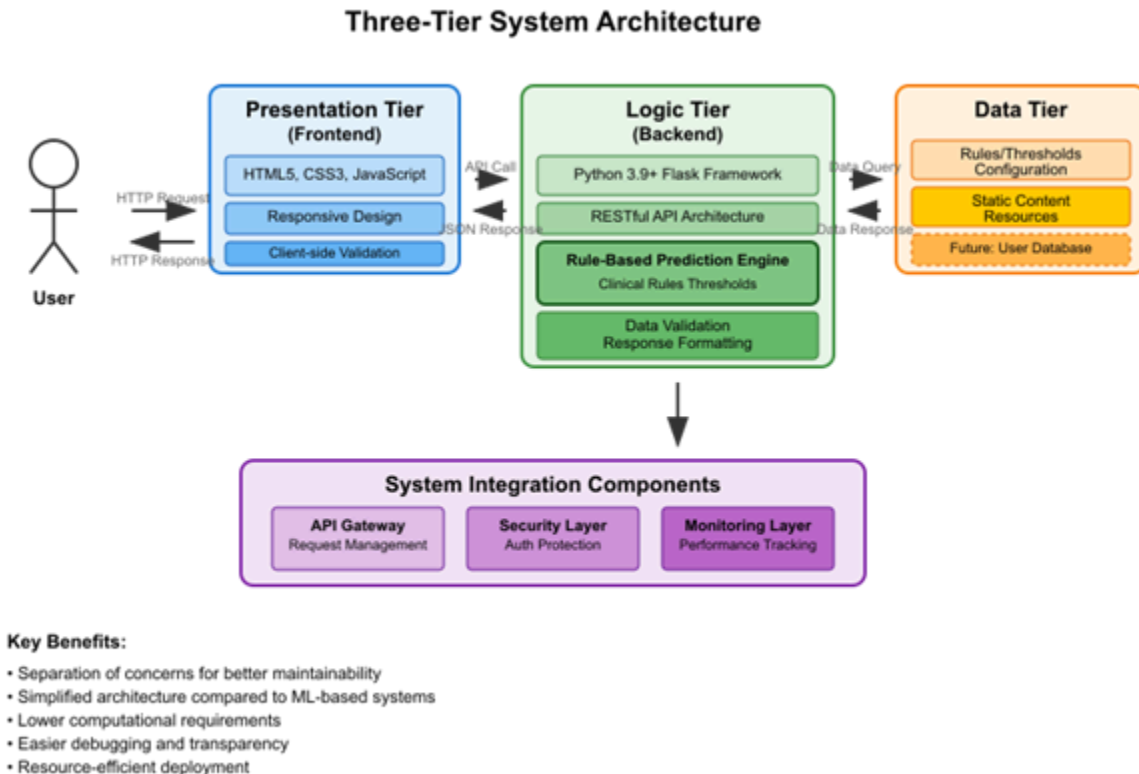 Three-Tier System Architecture
Presentation Tier
(Frontend)
HTML5, CSS3, JavaScript
Responsive Design
Client-side Validation
Logic Tier
(Backend)
Python 3.9+ Flask Framework
RESTful API Architecture
Rule-Based Prediction Engine
Clinical Rules Thresholds
Data Validation
Response Formatting
Data Tier
Rules/Thresholds
Configuration
Static Content
Resources
Future: User Database
User
HTTP Request
HTTP Response
API Call
JSON Response
Data Query
Data Response
System Integration Components
API Gateway
Request Management
Security Layer
Auth Protection
Monitoring Layer
Performance Tracking
Key Benefits:
• Separation of concerns for better maintainability
• Simplified architecture compared to ML-based systems
• Lower computational requirements
• Easier debugging and transparency
• Resource-efficient deployment